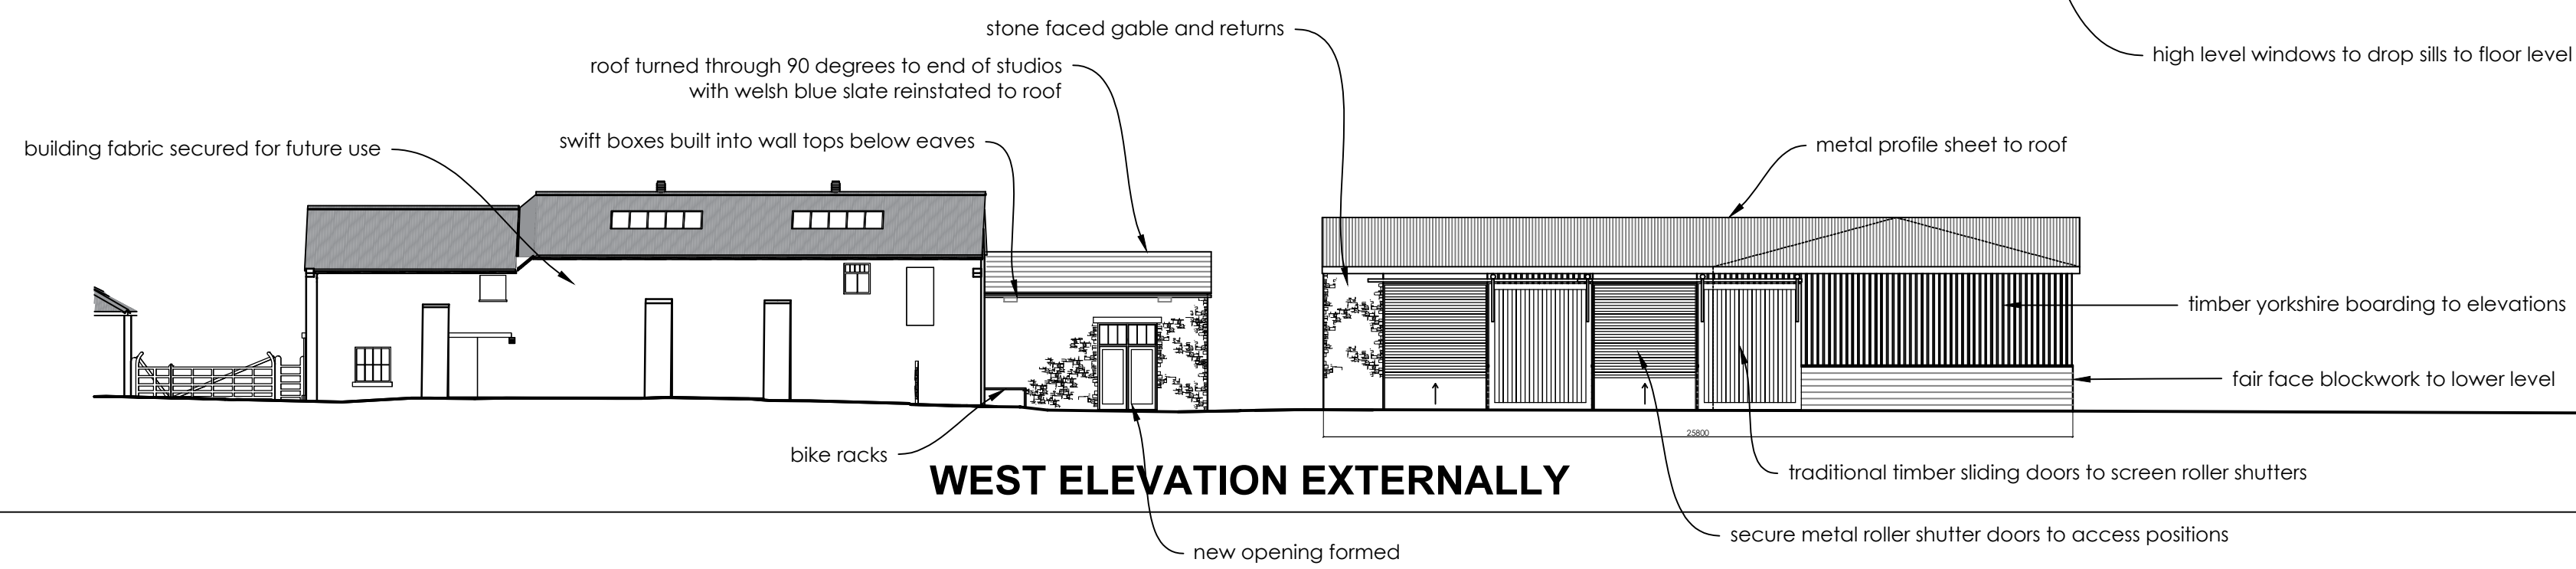 stone faced gable and returns
high level windows to drop sills to floor level
roof turned through 90 degrees to end of studios
with welsh blue slate reinstated to roof
swift boxes built into wall tops below eaves
building fabric secured for future use
metal profile sheet to roof
timber yorkshire boarding to elevations
fair face blockwork to lower level
25800
bike racks
WEST ELEVATION EXTERNALLY
traditional timber sliding doors to screen roller shutters
secure metal roller shutter doors to access positions
new opening formed